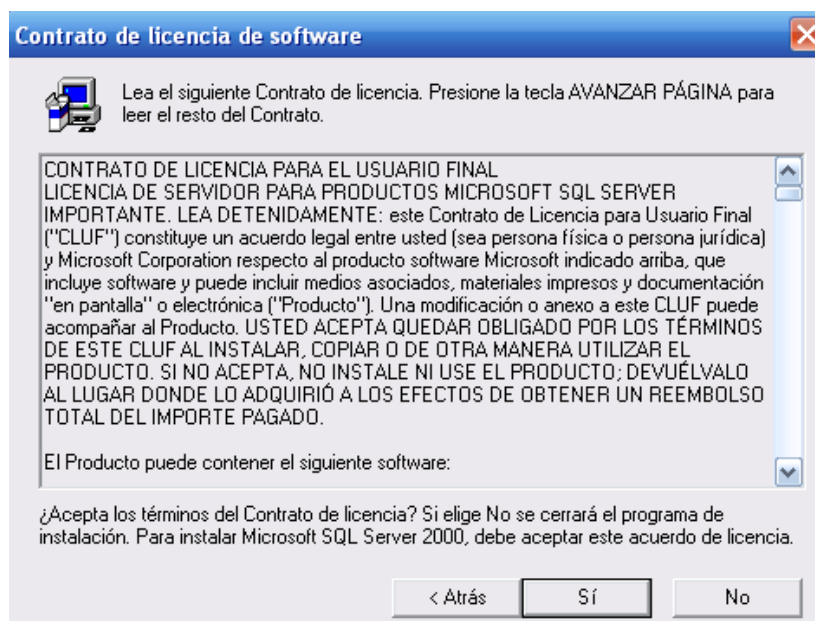 Contrato de licencia de software
Lea el siguiente Contrato de licencia. Presione la tecla AVANZAR PÁGINA para
leer el resto del Contrato.
CONTRATO DE LICENCIA PARA EL USUARIO FINAL
LICENCIA DE SERVIDOR PARA PRODUCTOS MICROSOFT SQL SERVER
IMPORTANTE. LEA DETENIDAMENTE: este Contrato de Licencia para Usuario Final
("CLUF") constituye un acuerdo legal entre usted (sea persona física o persona jurídica)
y Microsoft Corporation respecto al producto software Microsoft indicado arriba, que
incluye software y puede incluir medios asociados, materiales impresos y documentación
"en pantalla" o electrónica ("Producto"). Una modificación o anexo a este CLUF puede
acompañar al Producto. USTED ACEPTA QUEDAR OBLIGADO POR LOS TÉRMINOS
DE ESTE CLUF AL INSTALAR, COPIAR O DE OTRA MANERA UTILIZAR EL
PRODUCTO. SI NO ACEPTA, NO INSTALE NI USE EL PRODUCTO; DEVUÉLVALO
AL LUGAR DONDE LO ADQUIRIÓ A LOS EFECTOS DE OBTENER UN REEMBOLSO
TOTAL DEL IMPORTE PAGADO.
El Producto puede contener el siguiente software:
¿Acepta los términos del Contrato de licencia? Si elige No se cerrará el programa de
instalación. Para instalar Microsoft SQL Server 2000, debe aceptar este acuerdo de licencia.
< Atrás Sí No